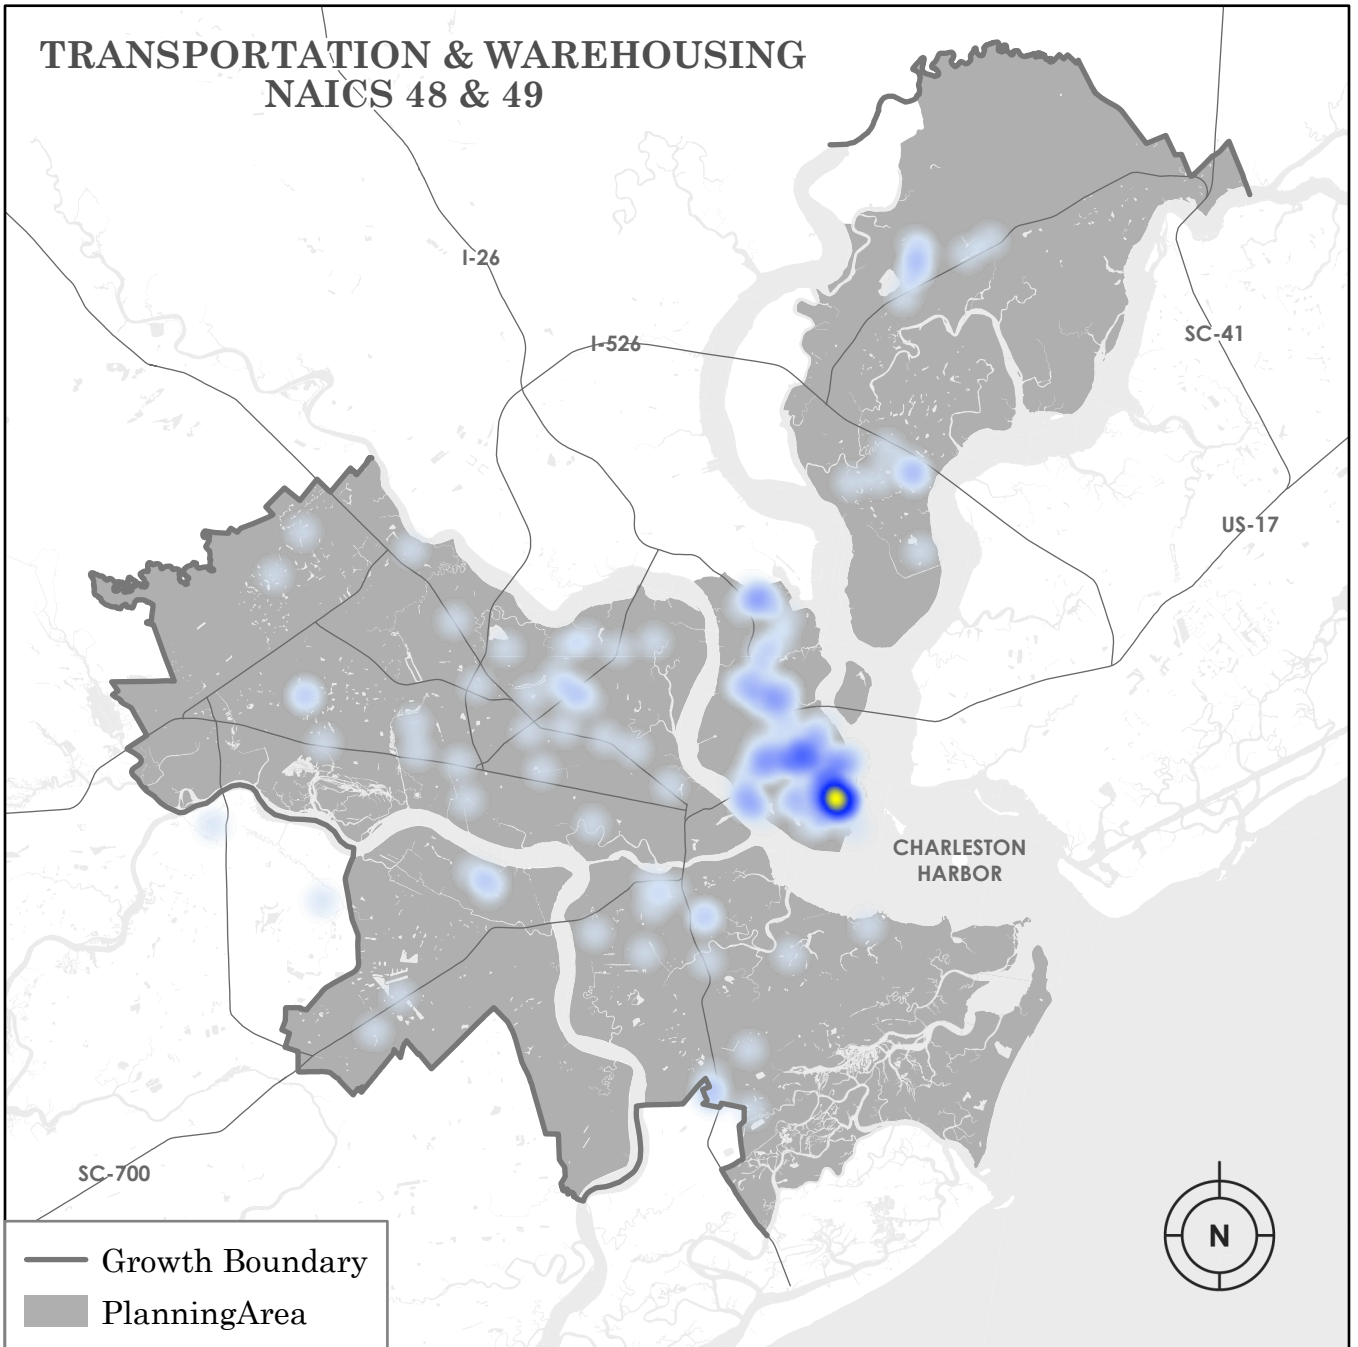 TRANSPORTATION & WAREHOUSING
NAICS 48 & 49
I-26
I-526
SC-41
US-17
CHARLESTON
HARBOR
SC-700
N
Growth Boundary
PlanningArea